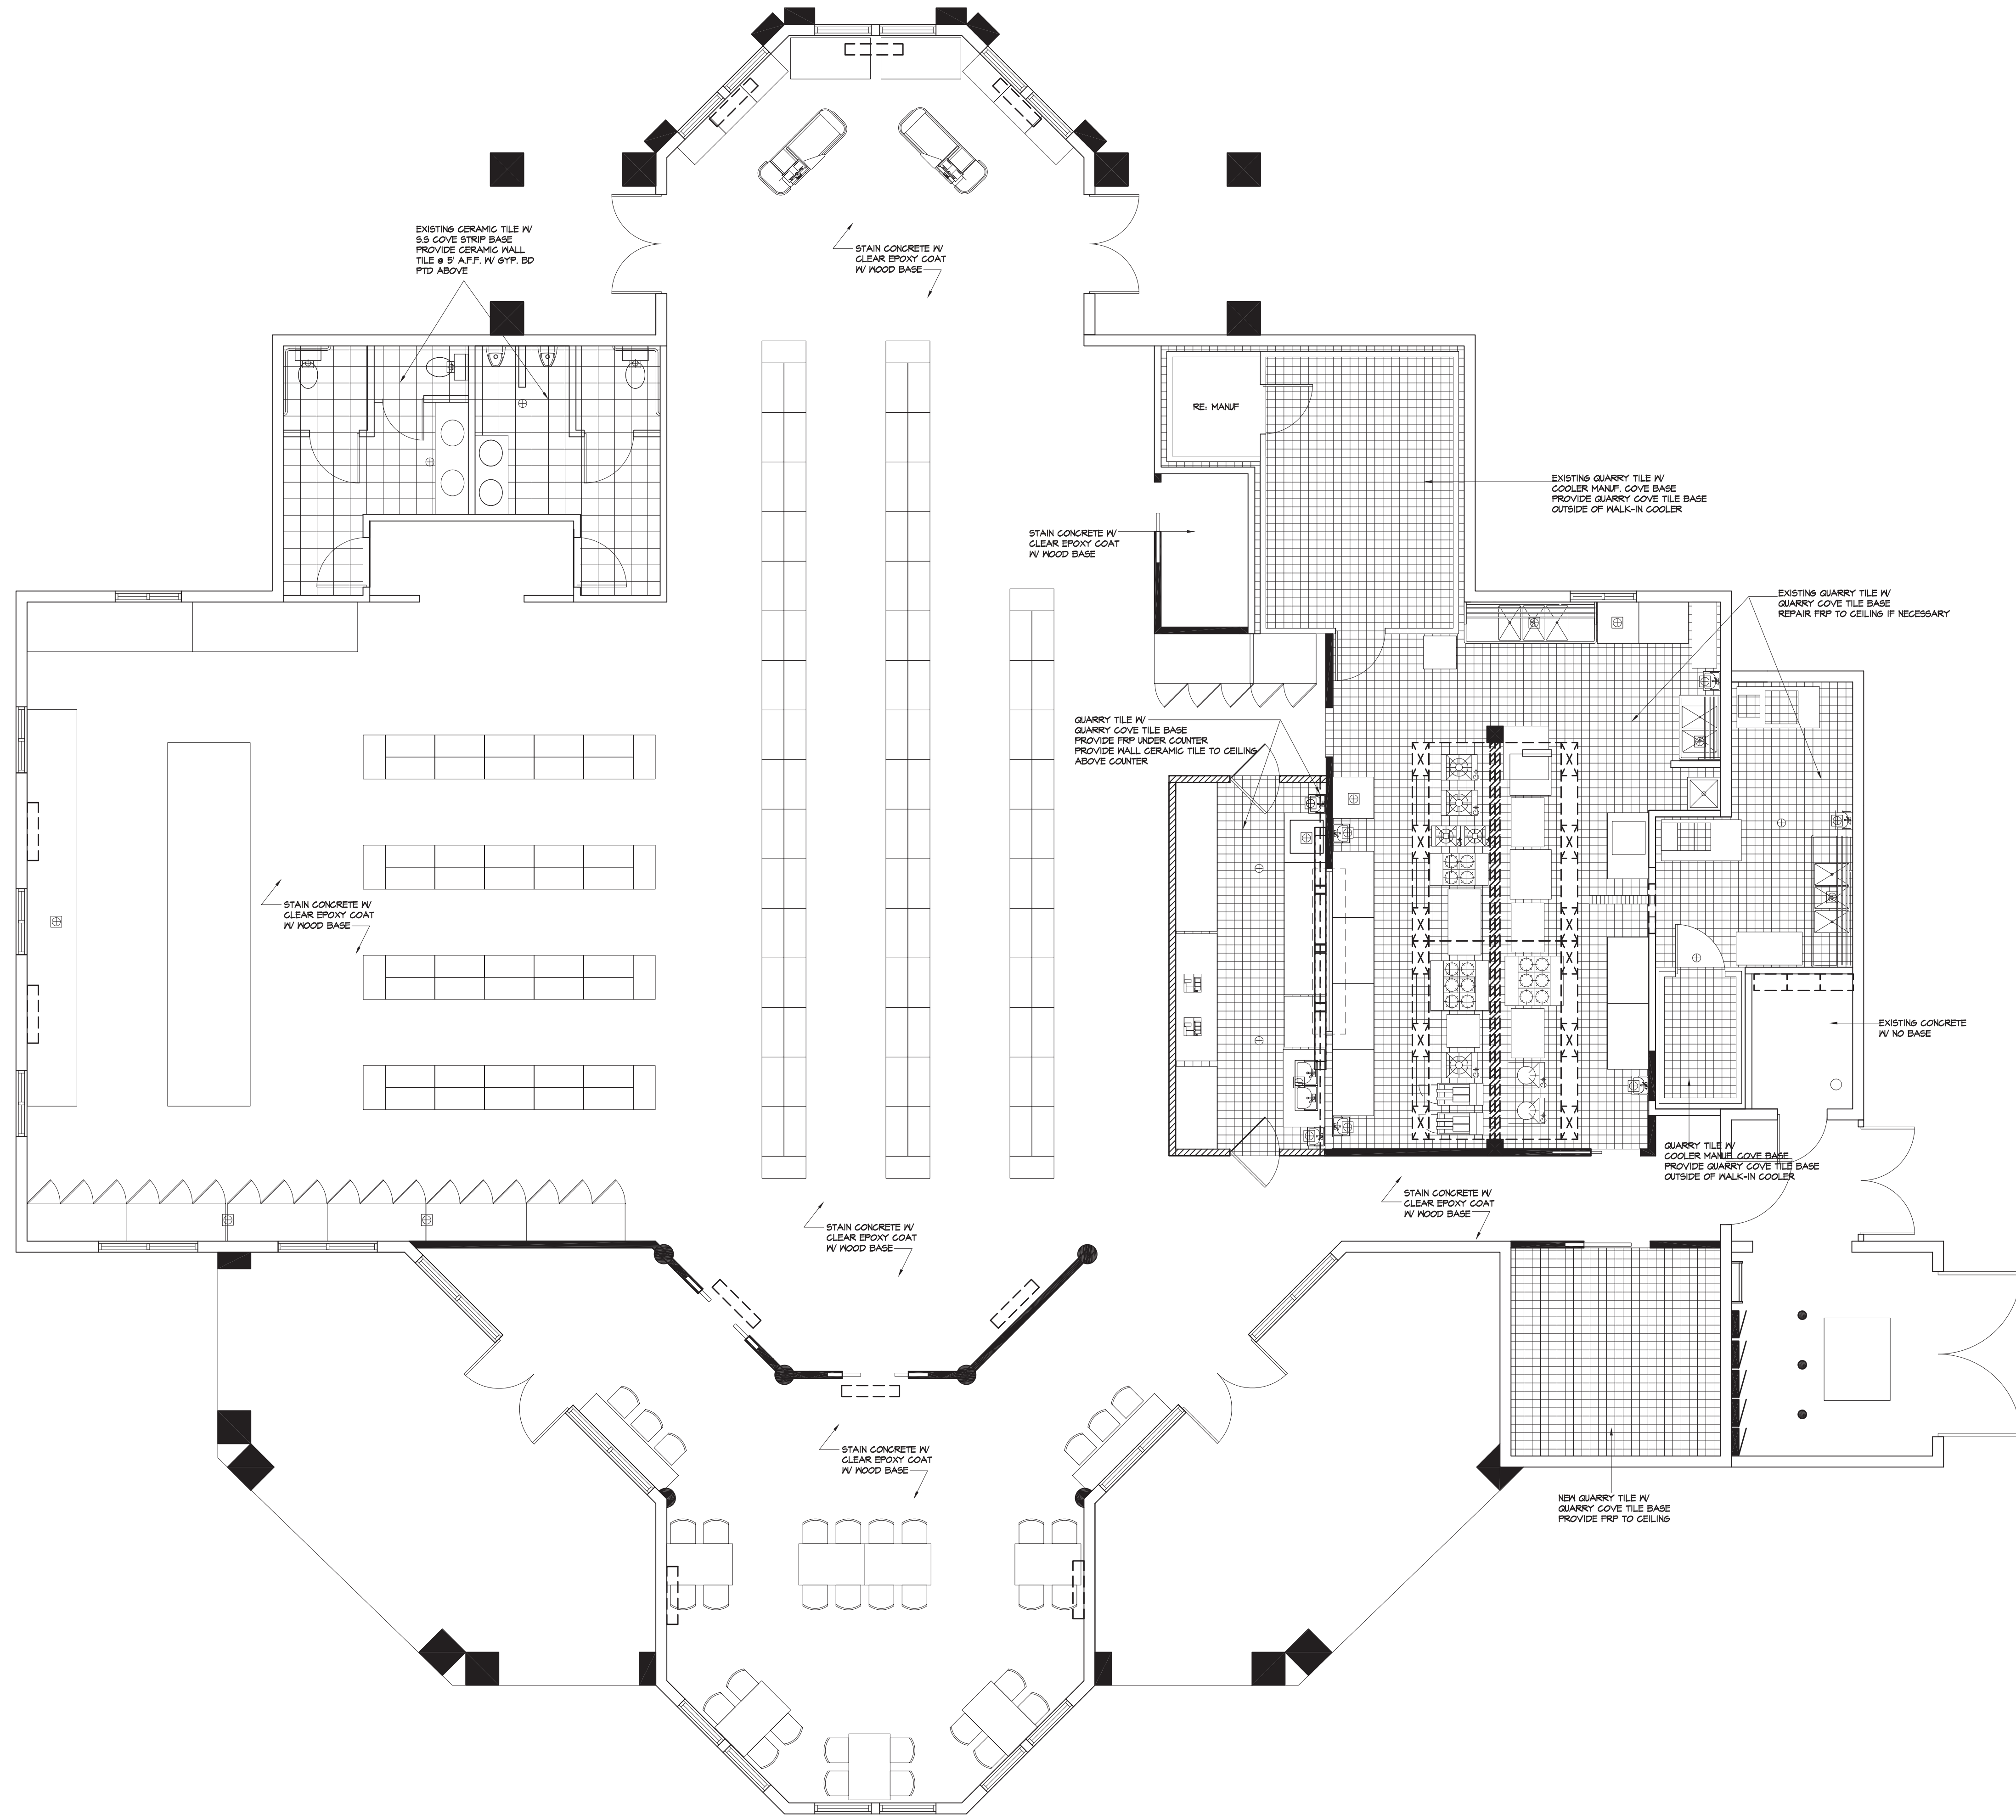 EXISTING CERAMIC TILE W/
S.S COVE STRIP BASE
PROVIDE CERAMIC WALL
TILE @ 5' A.F.F. W/ GYP. BD
PTD ABOVE
STAIN CONCRETE W/
CLEAR EPOXY COAT
W/ WOOD BASE
RE: MANUF
EXISTING QUARRY TILE W/
COOLER MANUF. COVE BASE
PROVIDE QUARRY COVE TILE BASE
OUTSIDE OF WALK-IN COOLER
STAIN CONCRETE W/
CLEAR EPOXY COAT
W/ WOOD BASE
EXISTING QUARRY TILE W/
QUARRY COVE TILE BASE
REPAIR FRP TO CEILING IF NECESSARY
QUARRY TILE W/
QUARRY COVE TILE BASE
PROVIDE FRP UNDER COUNTER
PROVIDE WALL CERAMIC TILE TO CEILING
ABOVE COUNTER
STAIN CONCRETE W/
CLEAR EPOXY COAT
W/ WOOD BASE
EXISTING CONCRETE
W/ NO BASE
QUARRY TILE W/
COOLER MANUF. COVE BASE
PROVIDE QUARRY COVE TILE BASE
OUTSIDE OF WALK-IN COOLER
STAIN CONCRETE W/
CLEAR EPOXY COAT
W/ WOOD BASE
STAIN CONCRETE W/
CLEAR EPOXY COAT
W/ WOOD BASE
STAIN CONCRETE W/
CLEAR EPOXY COAT
W/ WOOD BASE
NEW QUARRY TILE W/
QUARRY COVE TILE BASE
PROVIDE FRP TO CEILING